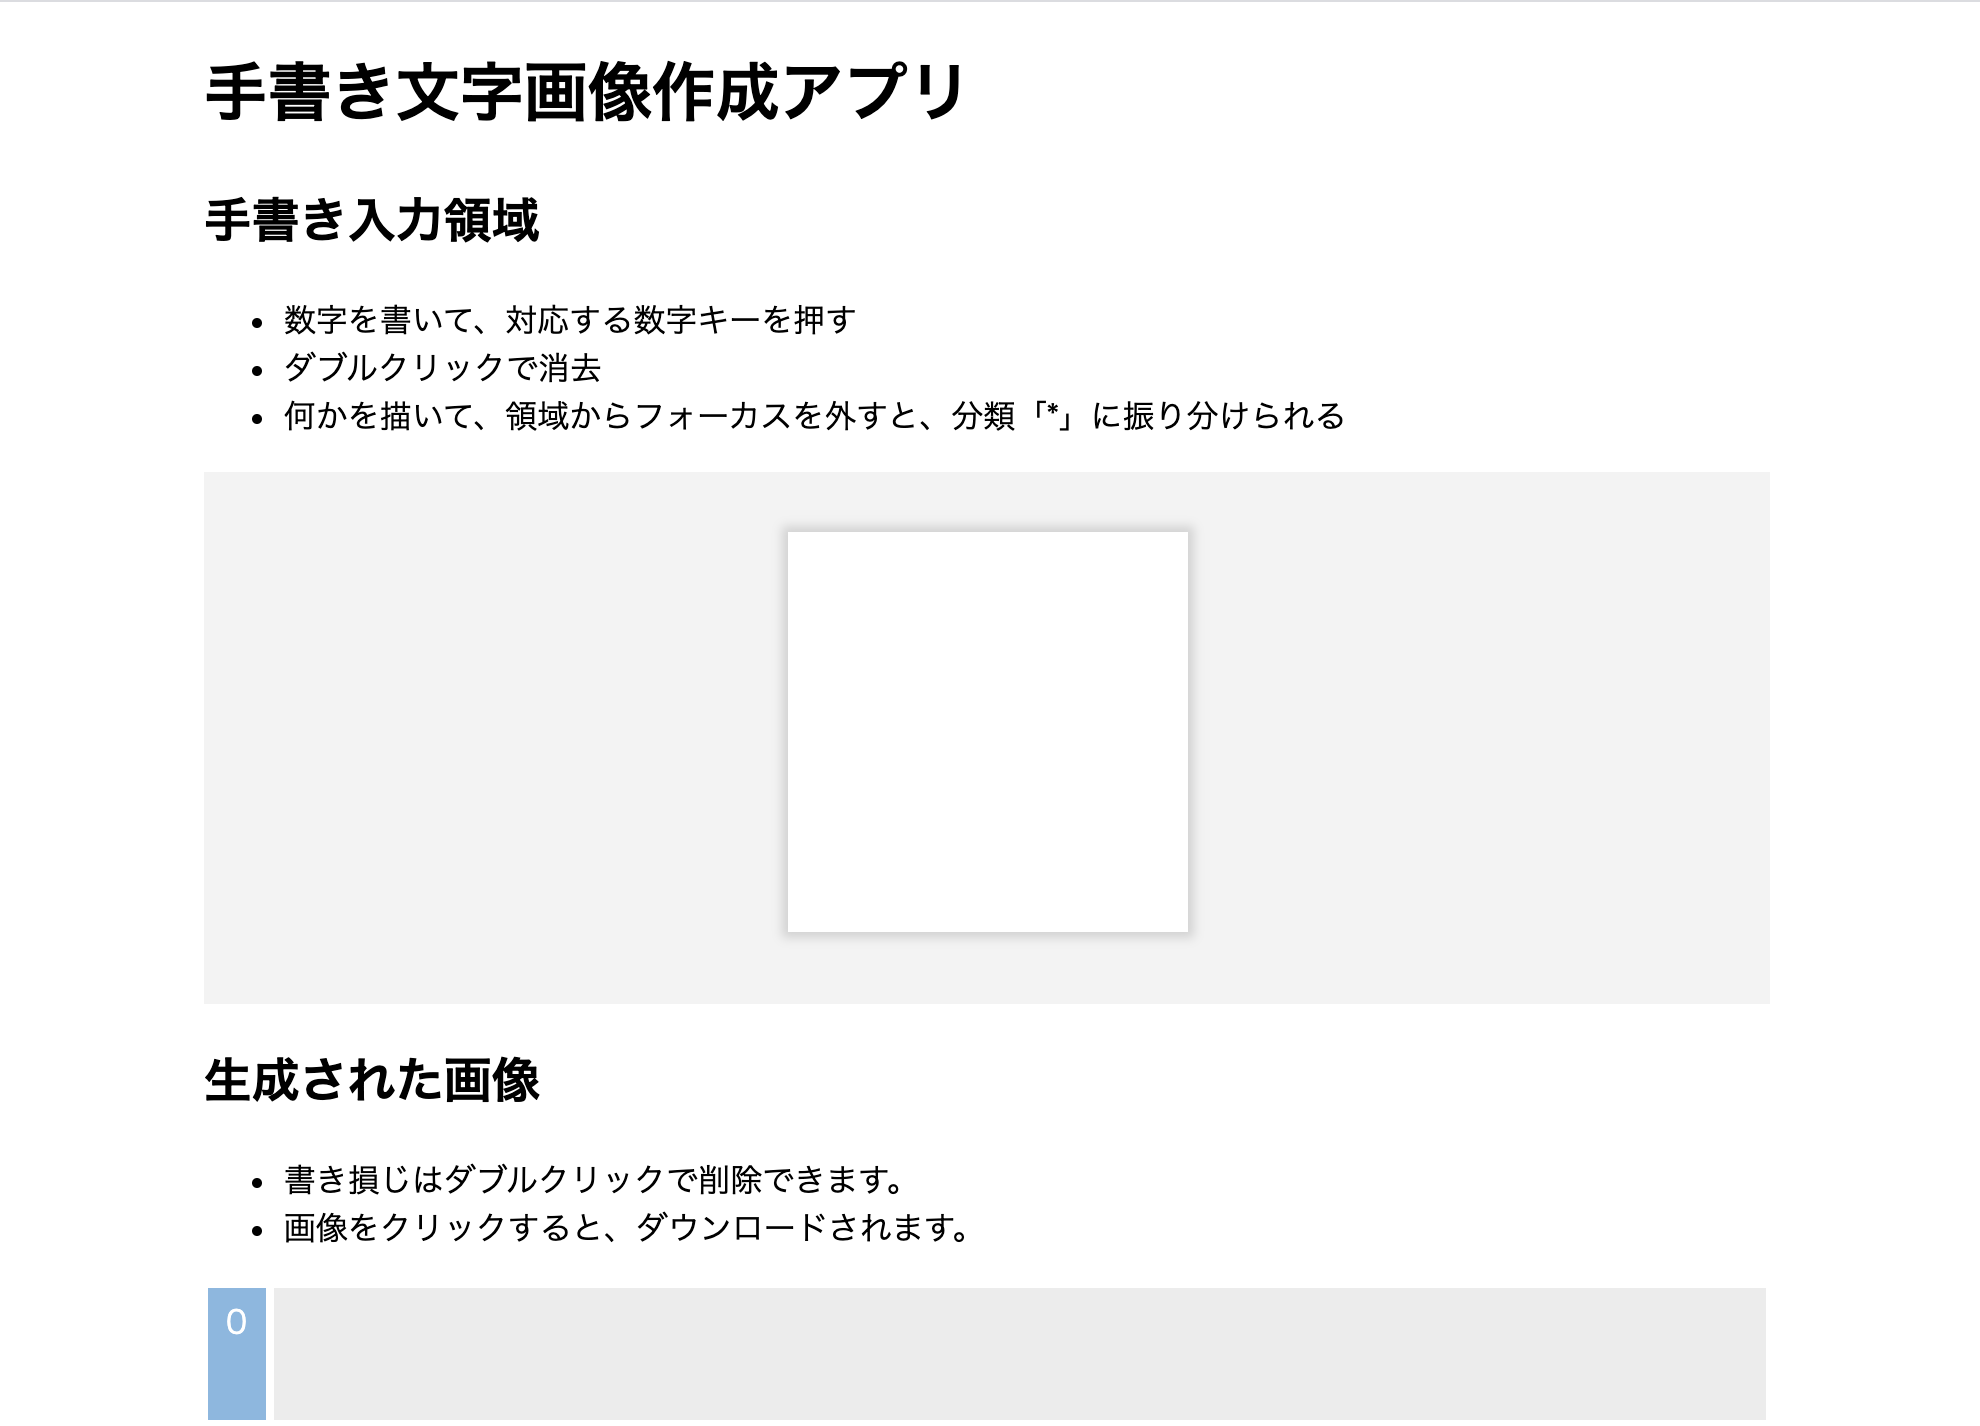 手書き文字画像作成アプリ
手書き入力領域
数字を書いて、対応する数字キーを押す
ダブルクリックで消去
何かを描いて、領域からフォーカスを外すと、分類「*」に振り分けられる
生成された画像
書き損じはダブルクリックで削除できます。
画像をクリックすると、ダウンロードされます。
0